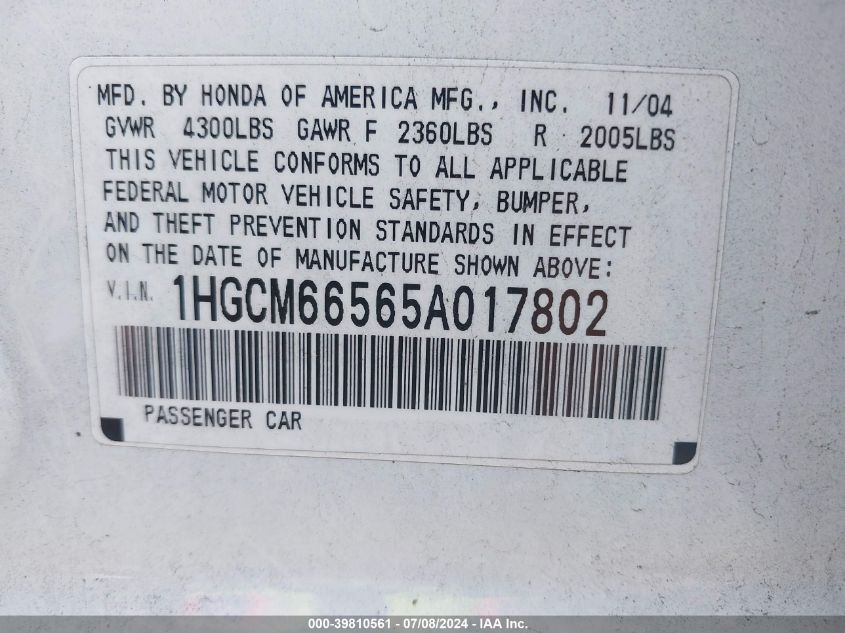 MFD. BY HONDA OF AMERICA MFG., INC. 11/04
GVWR 4300LBS GAWR F 2360LBS R 2005LBS
THIS VEHICLE CONFORMS TO ALL APPLICABLE
FEDERAL MOTOR VEHICLE SAFETY, BUMPER,
AND THEFT PREVENTION STANDARDS IN EFFECT
ON THE DATE OF MANUFACTURE SHOWN ABOVE:
V.I.N. 1HGCM66565A017802
PASSENGER CAR
000-39810561 - 07/08/2024 - IAA Inc.